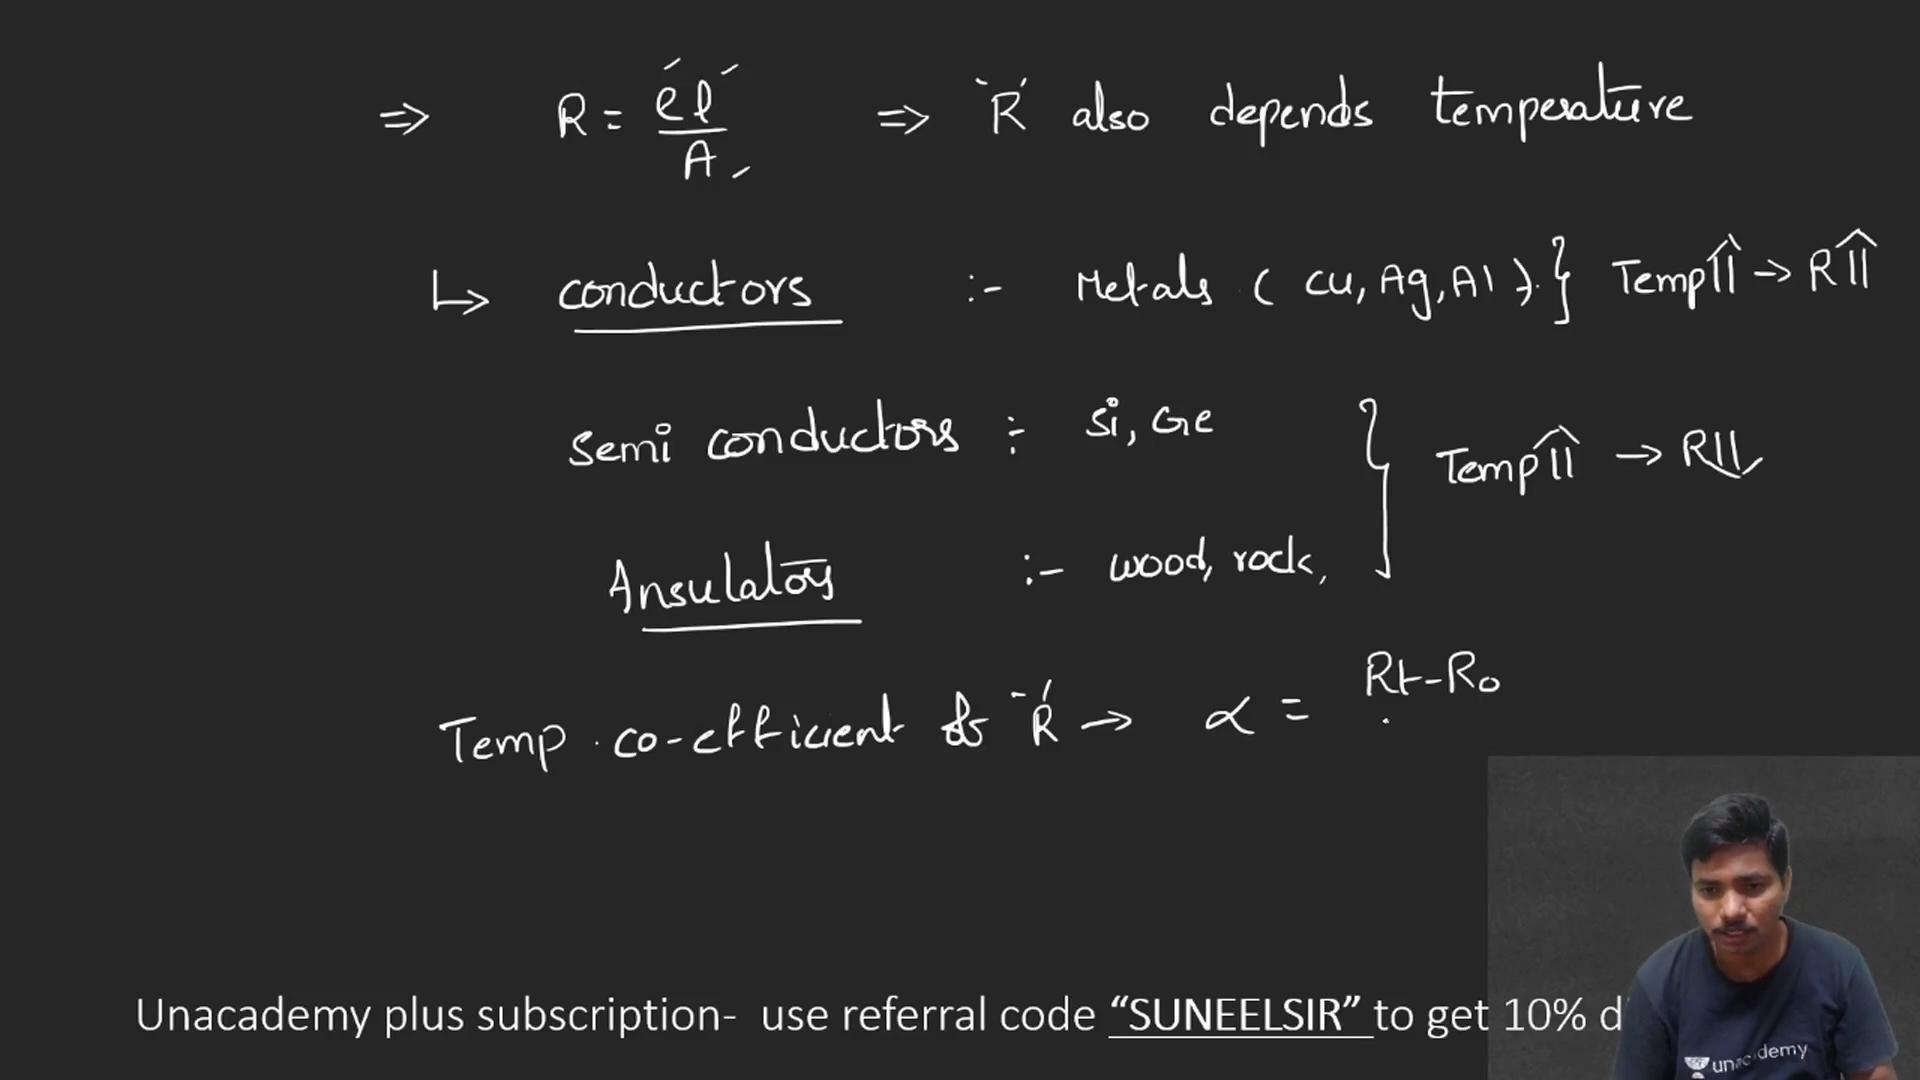 ⇒ R = ρl/A ⇒ 'R' also depends temperature
↳ conductors :- Metals ( Cu, Ag, Al ) } Temp⇑ → R⇑
Semi conductors :- Si, Ge } Temp⇑ → R⇓
Ansulators :- wood, rock,
Temp. co-efficient of 'R' → α = Rt-Ro
Unacademy plus subscription- use referral code “SUNEELSIR” to get 10% d
unacademy